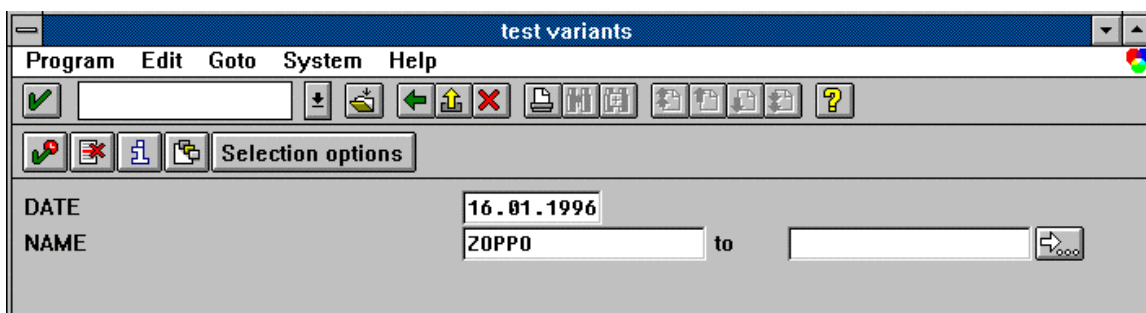 test variants
Program Edit Goto System Help
Selection options
DATE 16.01.1996
NAME ZOPPO to